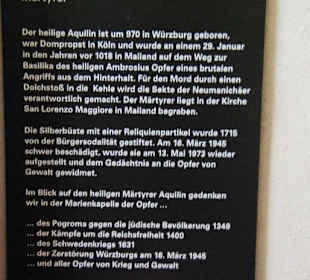 Der heilige Aquilin ist um 970 in Würzburg geboren,
war Dompropst in Köln und wurde an einem 29. Januar
in den Jahren vor 1018 in Mailand auf dem Weg zur
Basilika des heiligen Ambrosius Opfer eines brutalen
Angriffs aus dem Hinterhalt. Für den Mord durch einen
Dolchstoß in die Kehle wird die Sekte der Neumanichäer
verantwortlich gemacht. Der Märtyrer liegt in der Kirche
San Lorenzo Maggiore in Mailand begraben.
Die Silberbüste mit einer Reliquienpartikel wurde 1715
von der Bürgersodalität gestiftet. Am 16. März 1945
schwer beschädigt, wurde sie am 13. Mai 1973 wieder
aufgestellt und dem Gedächtnis an die Opfer von
Gewalt gewidmet.
Im Blick auf den heiligen Märtyrer Aquilin gedenken
wir in der Marienkapelle der Opfer ...
... des Pogroms gegen die jüdische Bevölkerung 1349
... der Kämpfe um die Reichsfreiheit 1400
... des Schwedenkriegs 1631
... der Zerstörung Würzburgs am 16. März 1945
... und aller Opfer von Krieg und Gewalt